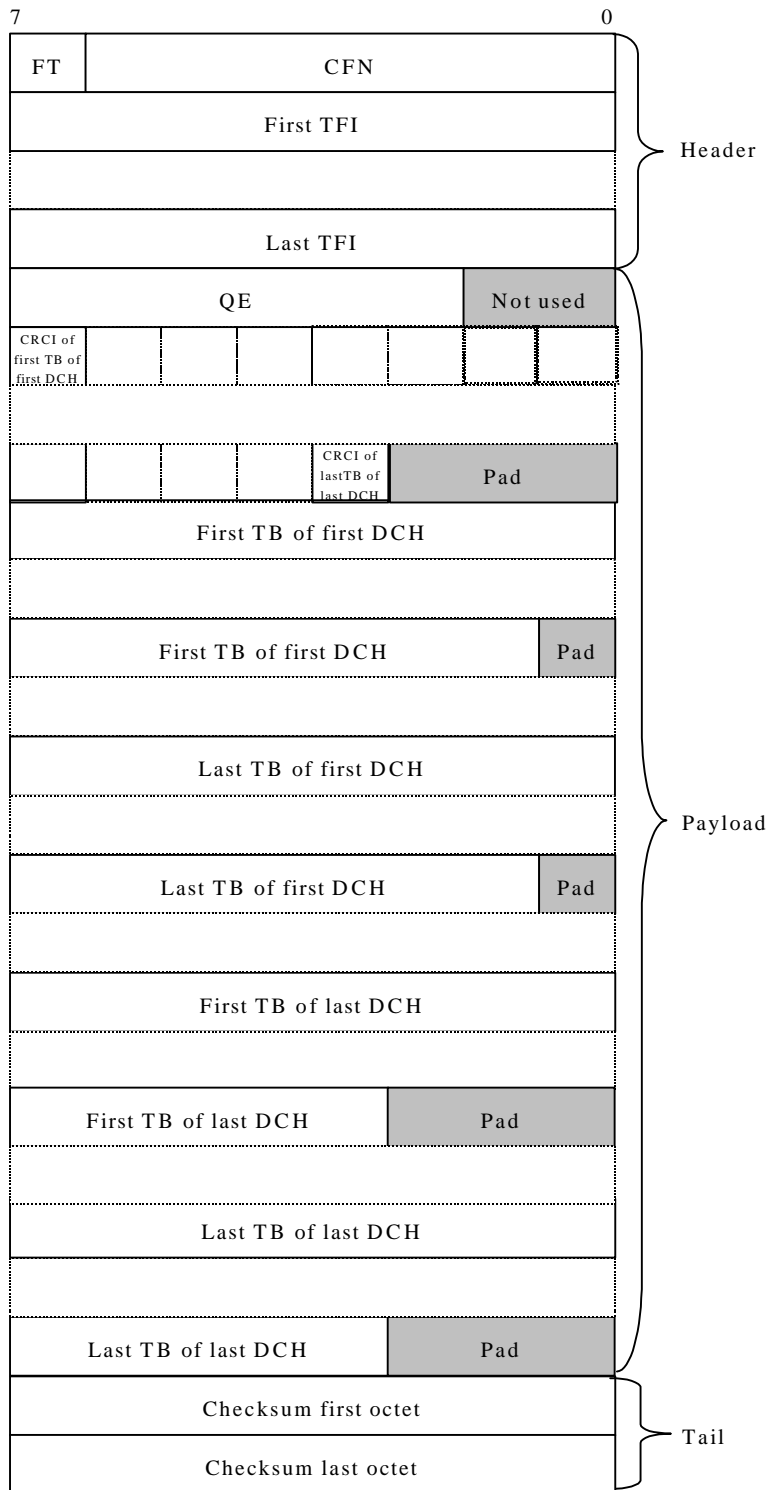 7 0
FT CFN
First TFI
Header
Last TFI
QE Not used
CRCI of
first TB of
first DCH
CRCI of
lastTB of
last DCH
Pad
First TB of first DCH
First TB of first DCH Pad
Last TB of first DCH
Payload
Last TB of first DCH Pad
First TB of last DCH
First TB of last DCH Pad
Last TB of last DCH
Last TB of last DCH Pad
Checksum first octet
Tail
Checksum last octet